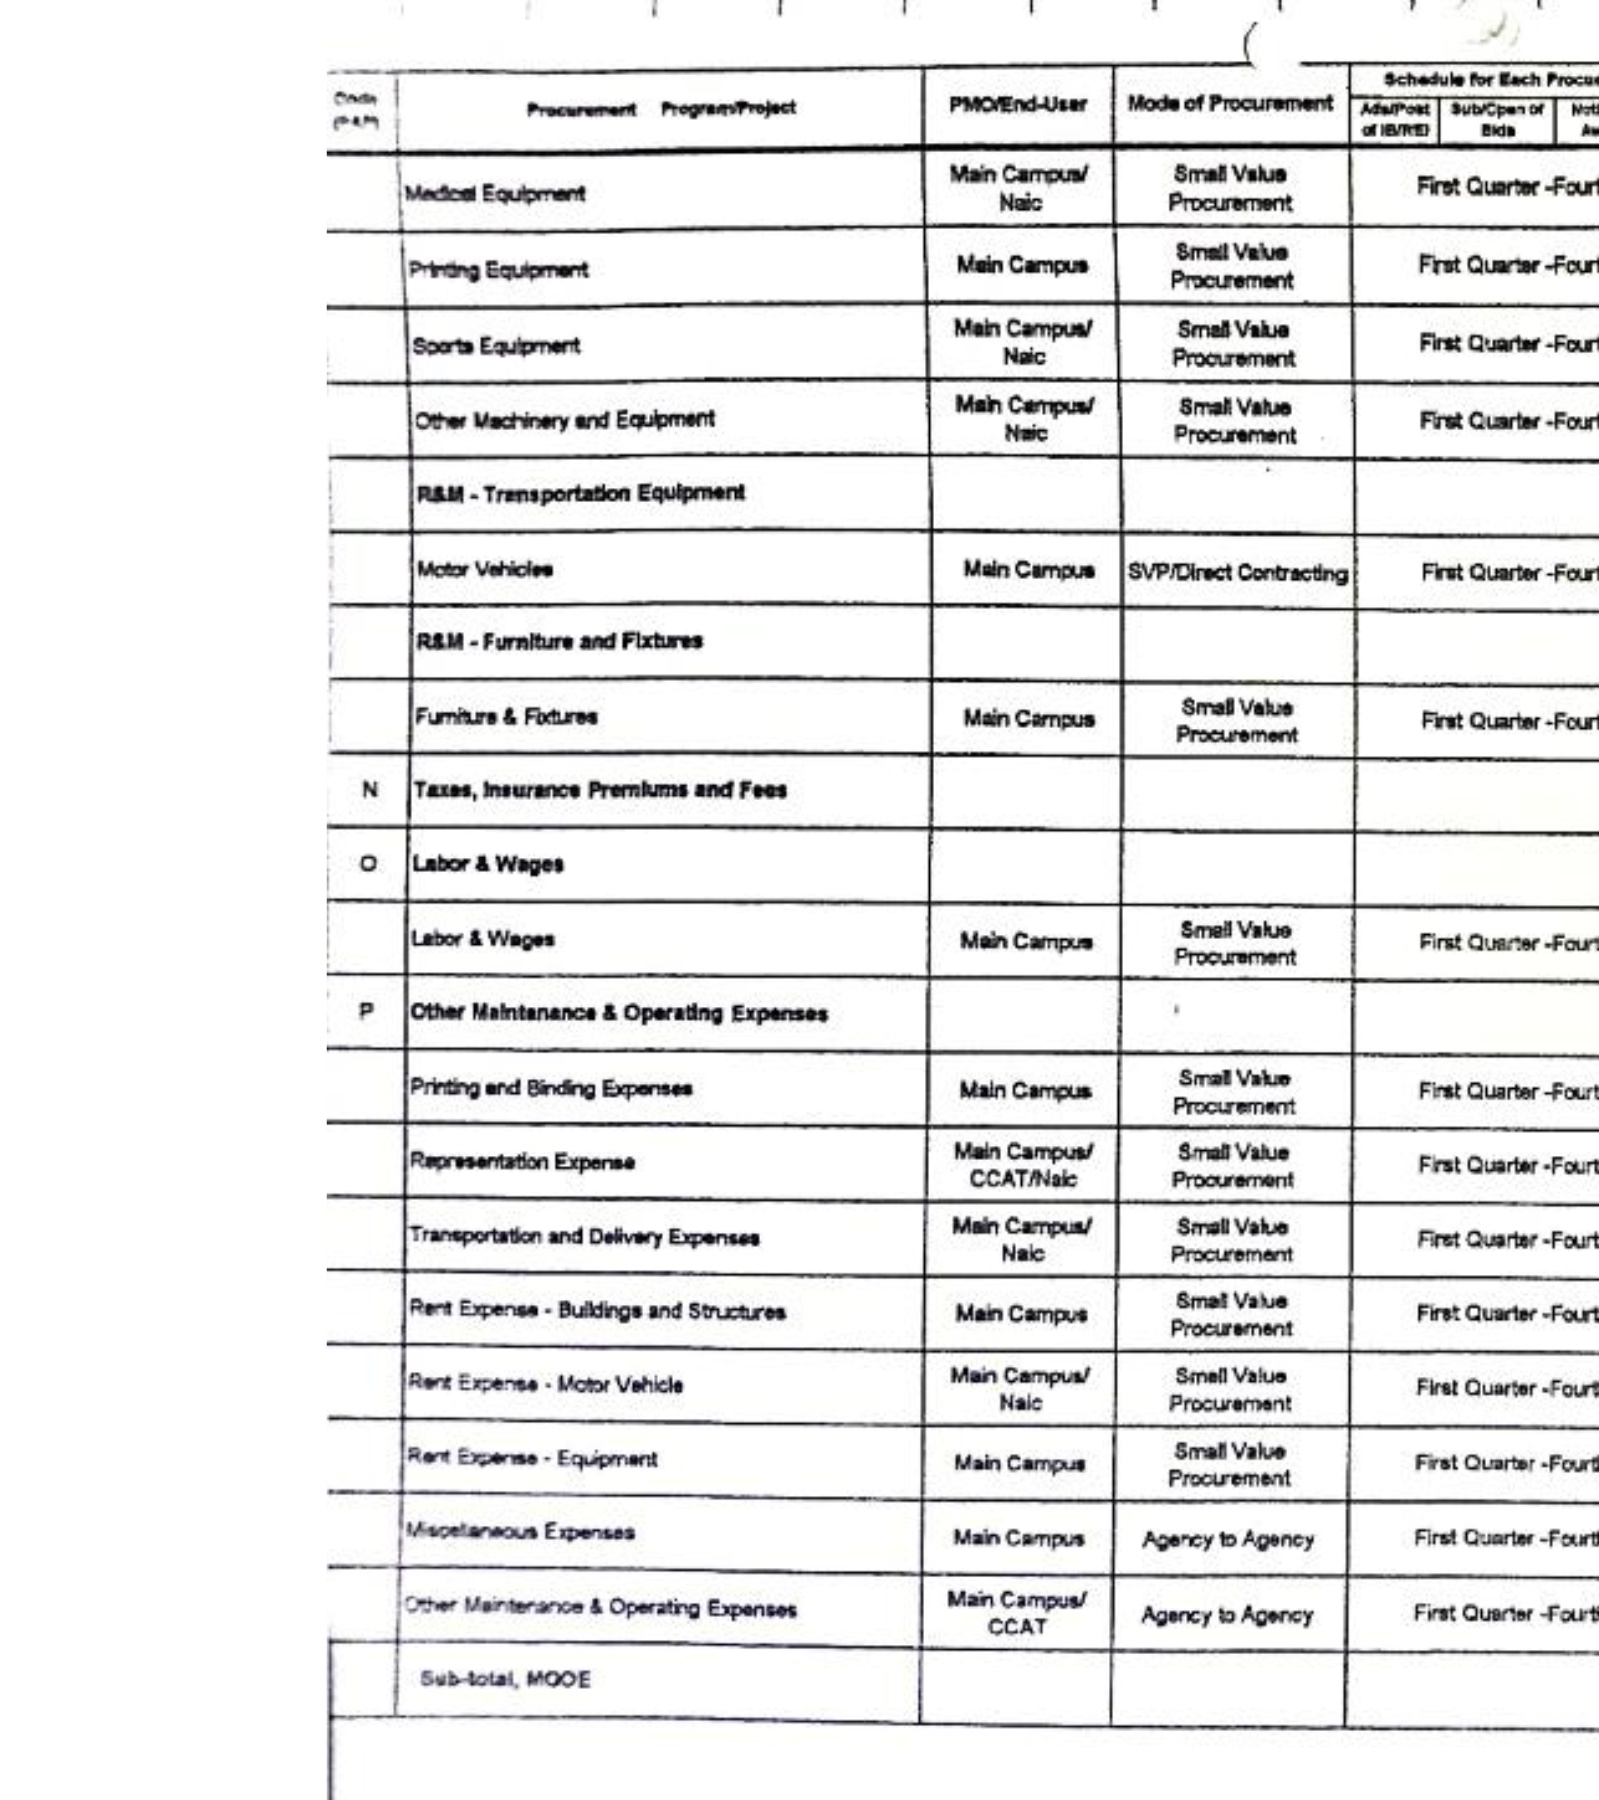 Schedule for Each Procu
Code
(PAP)
Procurement Program/Project
PMO/End-User
Mode of Procurement
Ads/Post
of IB/REI
Sub/Open of
Bids
Medical Equipment
Main Campus/
Naic
Small Value
Procurement
First Quarter -Fourt
Printing Equipment
Main Campus
Small Value
Procurement
First Quarter -Fourt
Sports Equipment
Main Campus/
Naic
Small Value
Procurement
First Quarter -Fourt
Other Machinery and Equipment
Main Campus/
Naic
Small Value
Procurement
First Quarter -Fourt
R&M - Transportation Equipment
Motor Vehicles
Main Campus
SVP/Direct Contracting
First Quarter -Fourt
R&M - Furniture and Fixtures
Furniture & Fixtures
Main Campus
Small Value
Procurement
First Quarter -Fourt
N
Taxes, Insurance Premiums and Fees
O
Labor & Wages
Labor & Wages
Main Campus
Small Value
Procurement
First Quarter -Fourt
P
Other Maintanance & Operating Expenses
Printing and Binding Expenses
Main Campus
Small Value
Procurement
First Quarter -Fourt
Representation Expense
Main Campus/
CCAT/Naic
Small Value
Procurement
First Quarter -Fourt
Transportation and Delivery Expenses
Main Campus/
Naic
Small Value
Procurement
First Quarter -Fourt
Rent Expense - Buildings and Structures
Main Campus
Small Value
Procurement
First Quarter -Fourt
Rent Expense - Motor Vehicle
Main Campus/
Naic
Small Value
Procurement
First Quarter -Fourt
Rent Expense - Equipment
Main Campus
Small Value
Procurement
First Quarter -Fourt
Miscellaneous Expenses
Main Campus
Agency to Agency
First Quarter -Fourt
Other Maintenance & Operating Expenses
Main Campus/
CCAT
Agency to Agency
First Quarter -Fourt
Sub-total, MOOE